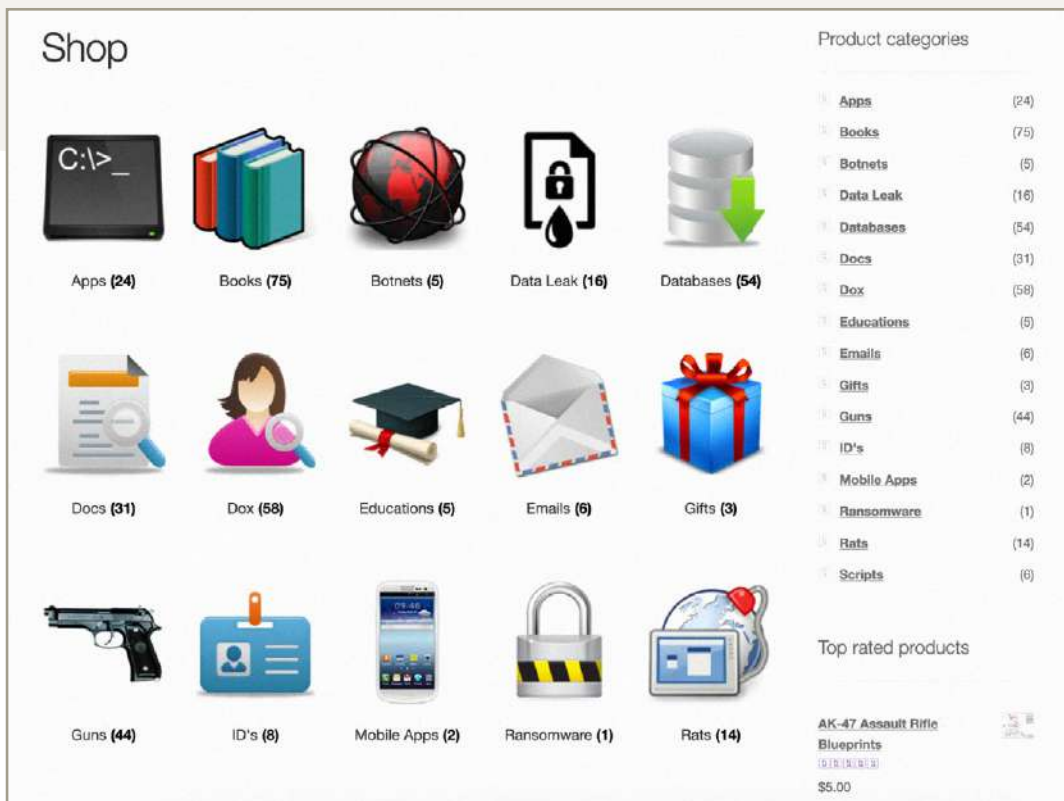 Shop
C:\>_
Apps (24)
Books (75)
Botnets (5)
Data Leak (16)
Databases (54)
Docs (31)
Dox (58)
Educations (5)
Emails (6)
Gifts (3)
09:46
Guns (44)
ID's (8)
Mobile Apps (2)
Ransomware (1)
Rats (14)
Product categories
Apps (24)
Books (75)
Botnets (5)
Data Leak (16)
Databases (54)
Docs (31)
Dox (58)
Educations (5)
Emails (6)
Gifts (3)
Guns (44)
ID's (8)
Mobile Apps (2)
Ransomware (1)
Rats (14)
Scripts (6)
Top rated products
AK-47 Assault Rifle
Blueprints
$5.00